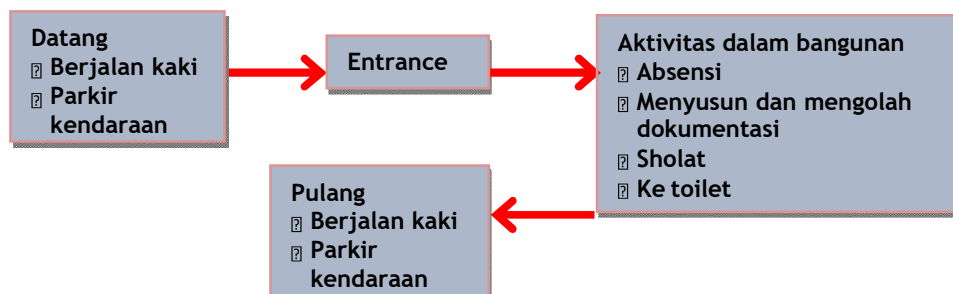 Datang
⍰ Berjalan kaki
⍰ Parkir
kendaraan
Entrance
Aktivitas dalam bangunan
⍰ Absensi
⍰ Menyusun dan mengolah
dokumentasi
⍰ Sholat
⍰ Ke toilet
Pulang
⍰ Berjalan kaki
⍰ Parkir
kendaraan